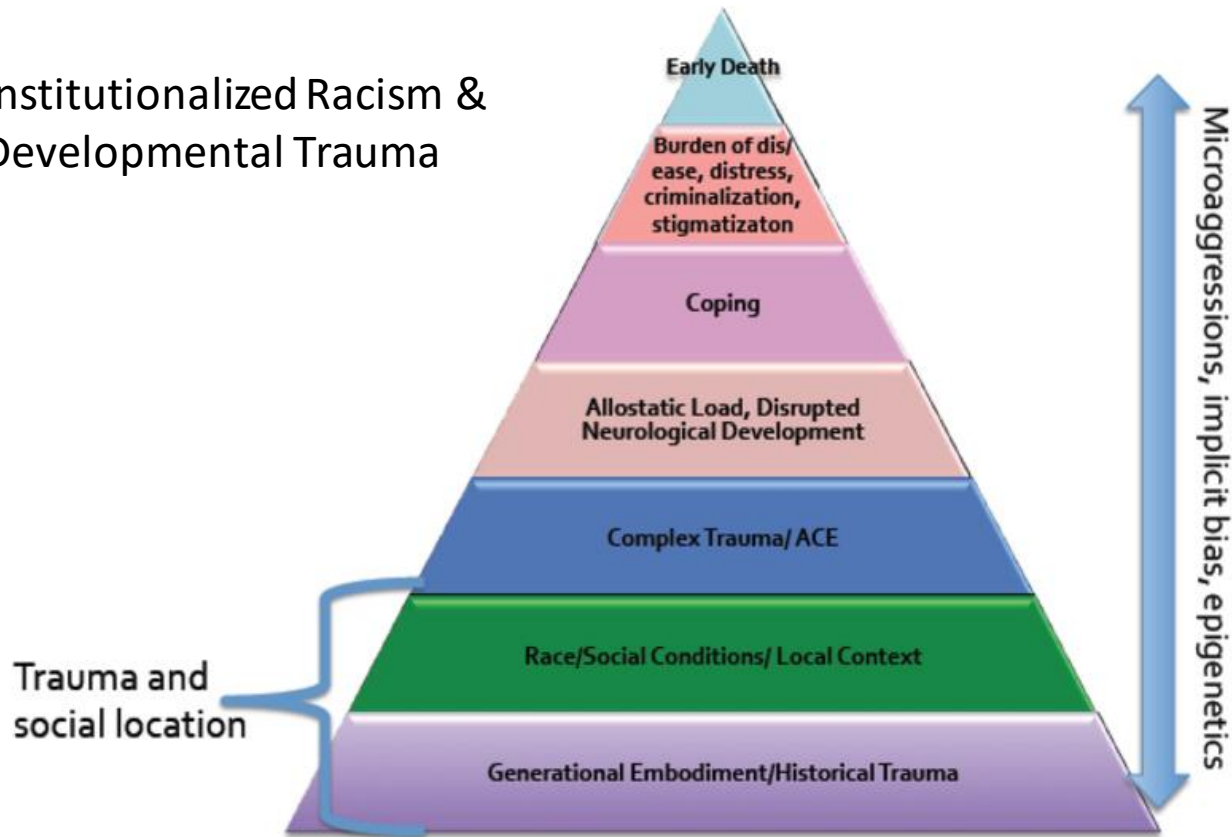 nstitutionalized Racism &
Developmental Trauma
Early Death
Burden of dis/
ease, distress,
criminalization,
stigmatizaton
Coping
Allostatic Load, Disrupted
Neurological Development
Complex Trauma/ ACE
Race/Social Conditions/ Local Context
Generational Embodiment/Historical Trauma
Trauma and
social location
Microaggressions, implicit bias, epigenetics